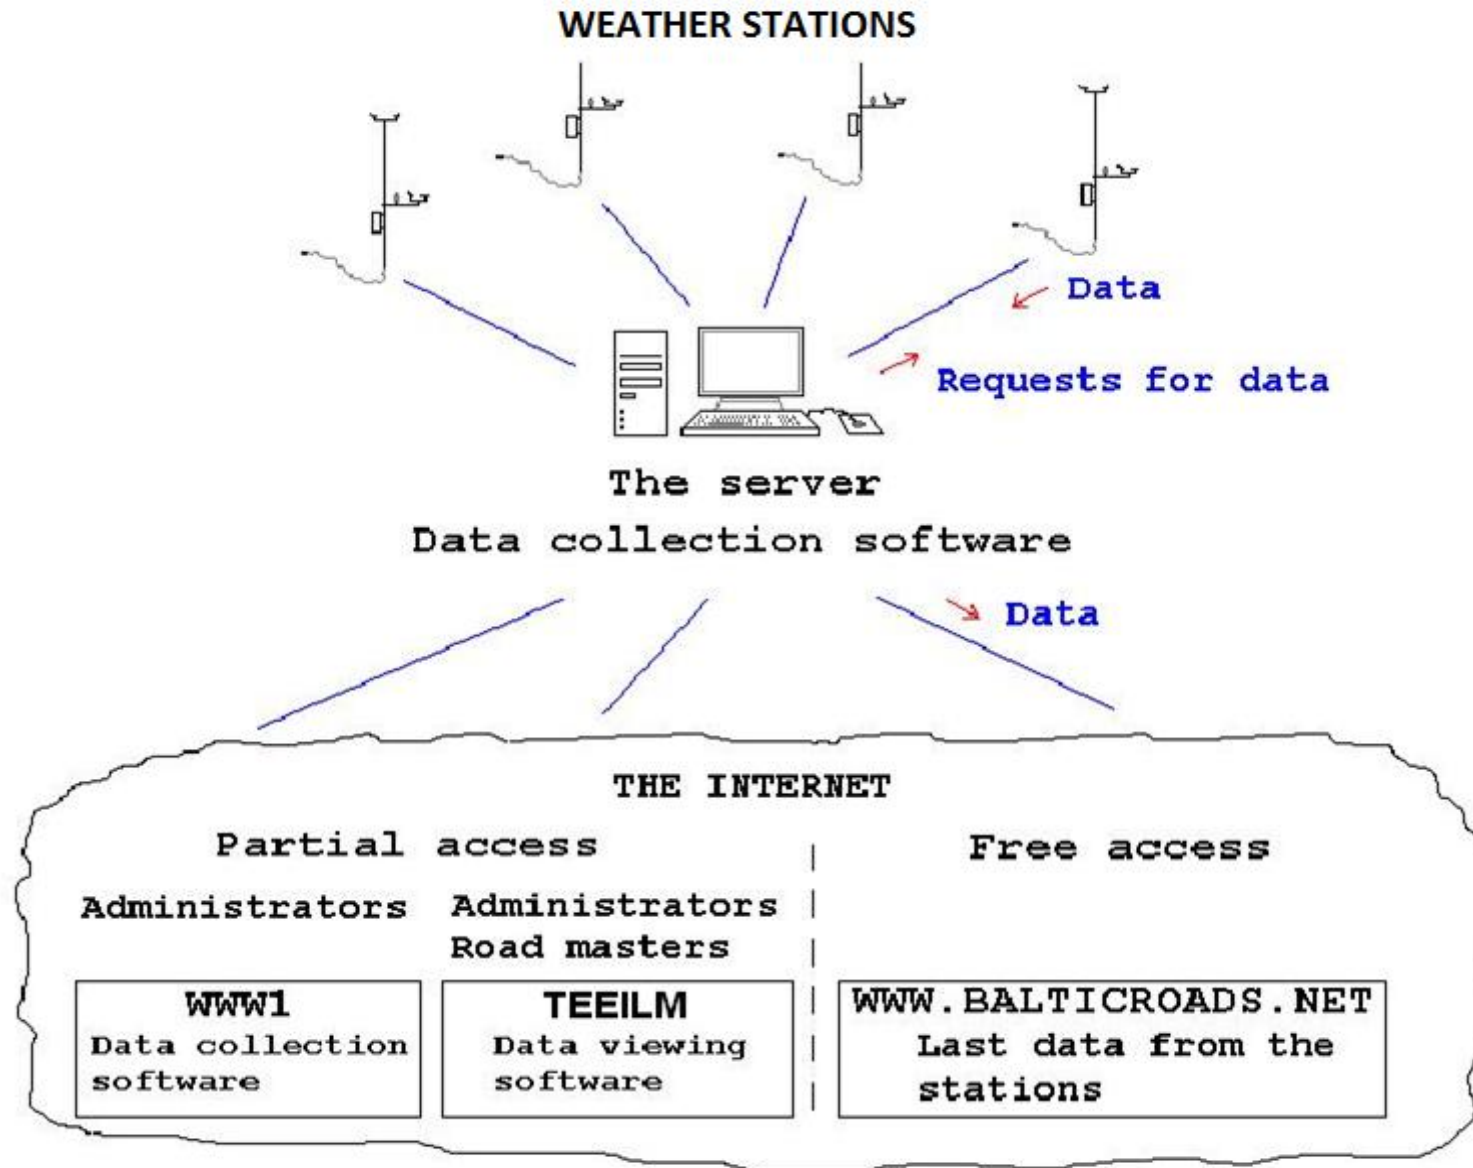 WEATHER STATIONS
Data
Requests for data
The server
Data collection software
Data
THE INTERNET
Partial access
Free access
Administrators
Administrators
Road masters
WWW1
Data collection
software
TEEILM
Data viewing
software
WWW.BALTICROADS.NET
Last data from the
stations